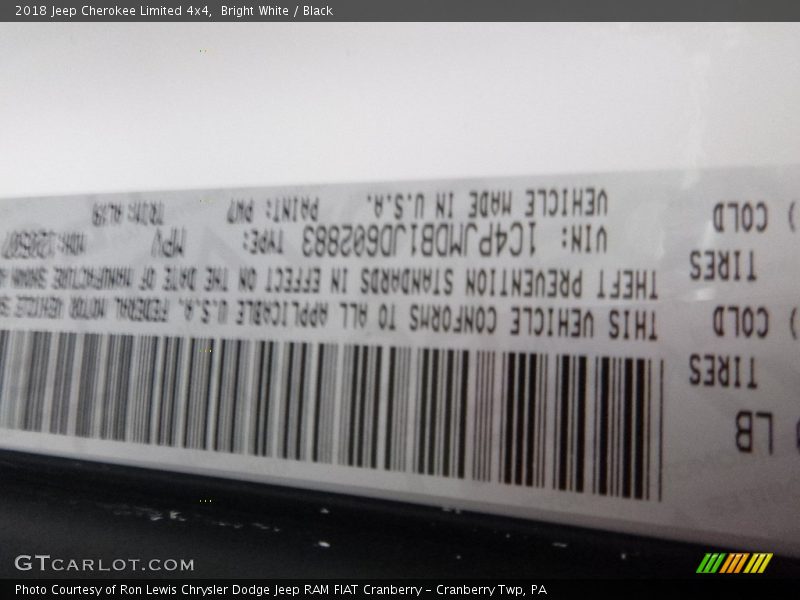 2018 Jeep Cherokee Limited 4x4, Bright White / Black
LB
TIRES
) COLD
TIRES
) COLD
THIS VEHICLE CONFORMS TO ALL APPLICABLE U.S.A. FEDERAL MOTOR VEHICLE
THEFT PREVENTION STANDARDS IN EFFECT ON THE DATE OF MANUFACTURE SHOWN
VIN: 1C4PJMDB1JD602883 TYPE: MPV
VEHICLE MADE IN U.S.A. PAINT: PW7 TRIM:
GTCARLOT.COM
Photo Courtesy of Ron Lewis Chrysler Dodge Jeep RAM FIAT Cranberry – Cranberry Twp, PA